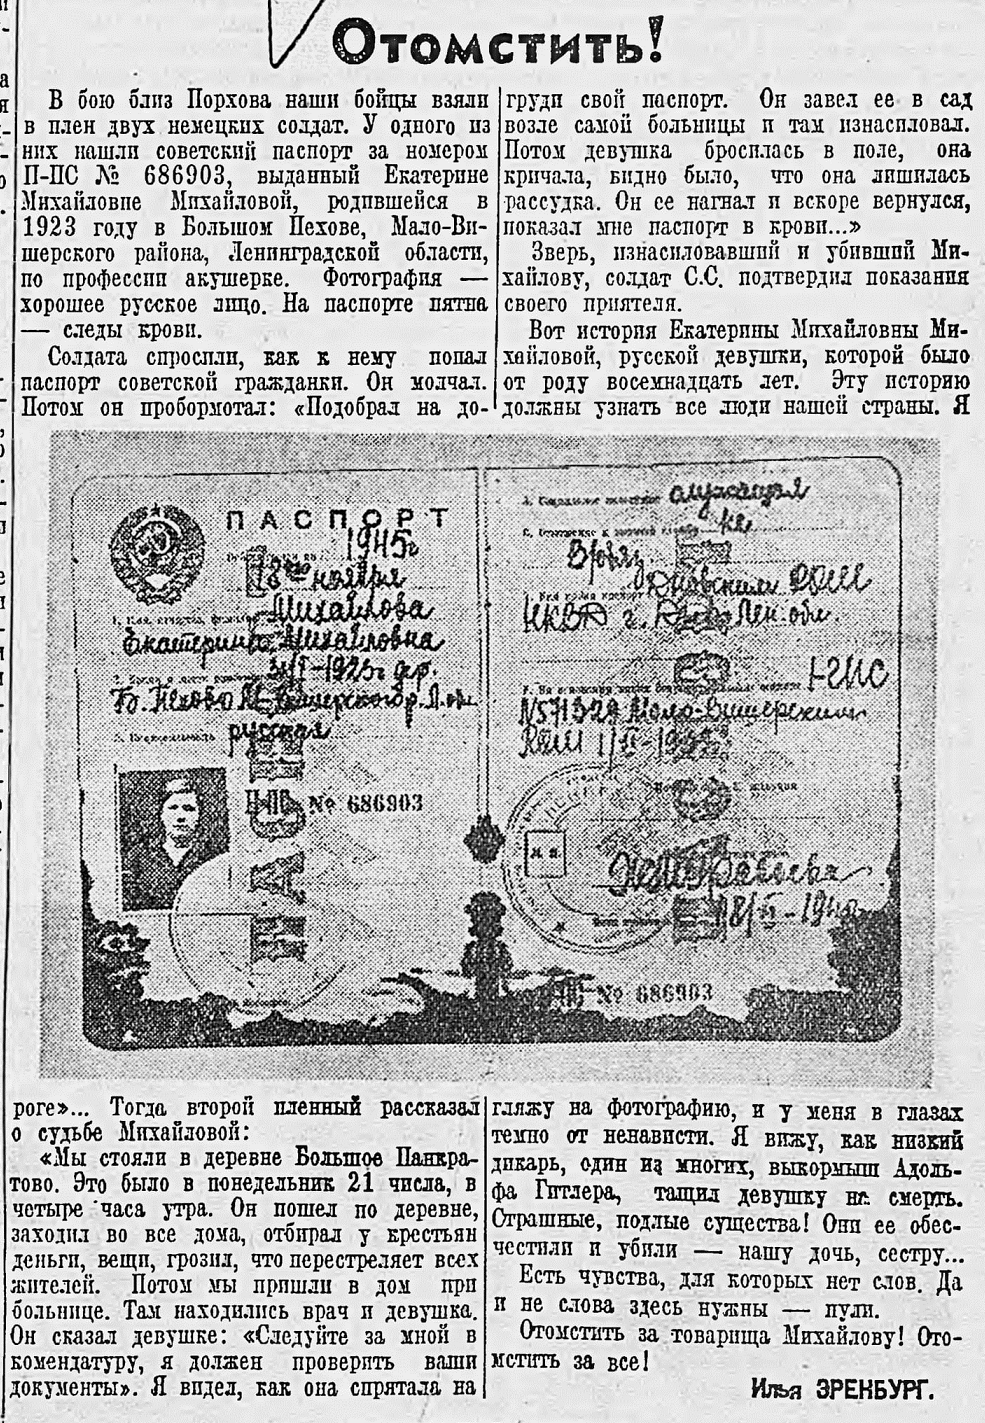 Отомстить!
В бою близ Порхова наши бойцы взяли
в плен двух немецких солдат. У одного из
них нашли советский паспорт за номером
П-ПС № 686903, выданный Екатерине
Михайловне Михайловой, родившейся в
1923 году в Большом Пехове, Мало-Ви-
шерского района, Ленинградской области,
по профессии акушерке. Фотография —
хорошее русское лицо. На паспорте пятна
— следы крови.
Солдата спросили, как к нему попал
паспорт советской гражданки. Он молчал.
Потом он пробормотал: «Подобрал на до-
роге»... Тогда второй пленный рассказал
о судьбе Михайловой:
«Мы стояли в деревне Большое Панкра-
тово. Это было в понедельник 21 числа, в
четыре часа утра. Он пошел по деревне,
заходил во все дома, отбирал у крестьян
деньги, вещи, грозил, что перестреляет всех
жителей. Потом мы пришли в дом при
больнице. Там находились врач и девушка.
Он сказал девушке: «Следуйте за мной в
комендатуру, я должен проверить ваши
документы». Я видел, как она спрятала на
груди свой паспорт. Он завел ее в сад
возле самой больницы и там изнасиловал.
Потом девушка бросилась в поле, она
кричала, видно было, что она лишилась
рассудка. Он ее нагнал и вскоре вернулся,
показал мне паспорт в крови...»
Зверь, изнасиловавший и убивший Ми-
хайлову, солдат С.С. подтвердил показания
своего приятеля.
Вот история Екатерины Михайловны Ми-
хайловой, русской девушки, которой было
от роду восемнадцать лет. Эту историю
должны узнать все люди нашей страны. Я
гляжу на фотографию, и у меня в глазах
темно от ненависти. Я вижу, как низкий
дикарь, один из многих, выкормыш Адоль-
фа Гитлера, тащил девушку на смерть.
Страшные, подлые существа! Они ее обес-
честили и убили — нашу дочь, сестру...
Есть чувства, для которых нет слов. Да
и не слова здесь нужны — пули.
Отомстить за товарища Михайлову! Ото-
мстить за все!
Илья ЭРЕНБУРГ.
ПАСПОРТ
1945г
ноября
Михайлова
Екатерина Михайловна
русская
ПС № 686903
ПАСПОРТ
служащая
НКВД г. Лен. обл.
Мало-Вишерским
М. П.
ПС № 686903